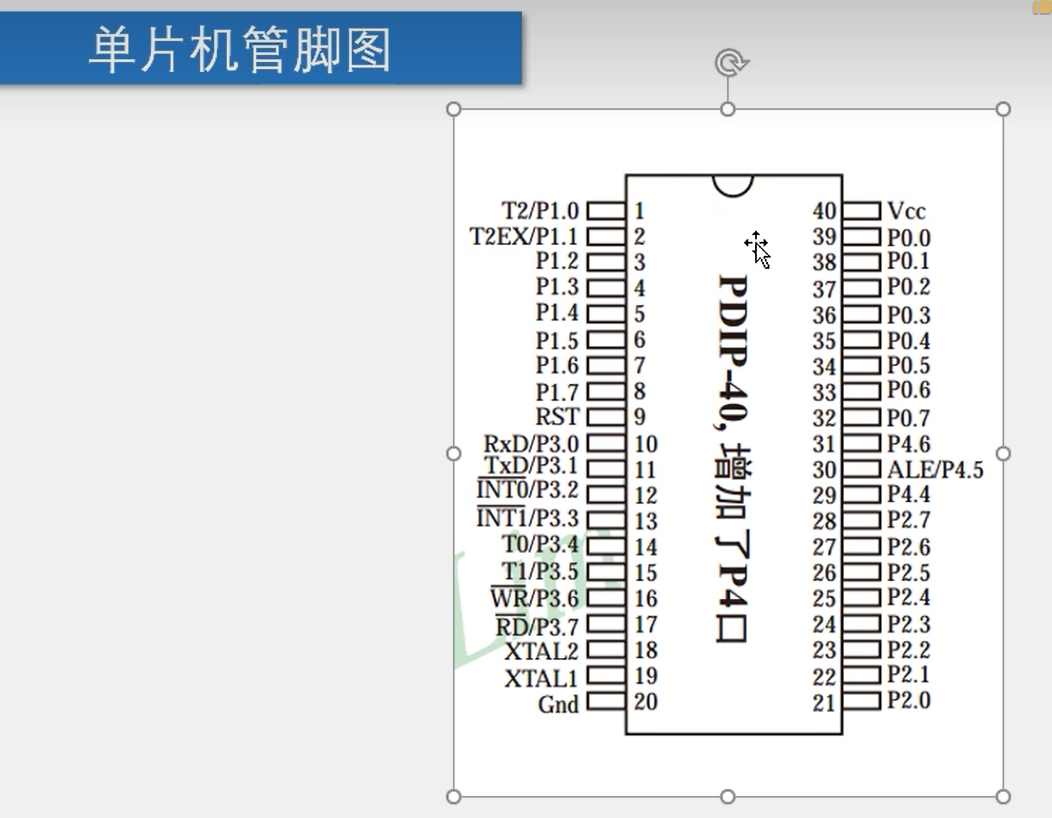 单片机管脚图
T2/P1.0 1 40 Vcc
T2EX/P1.1 2 39 P0.0
P1.2 3 38 P0.1
P1.3 4 37 P0.2
P1.4 5 36 P0.3
P1.5 6 35 P0.4
P1.6 7 34 P0.5
P1.7 8 33 P0.6
RST 9 32 P0.7
RxD/P3.0 10 31 P4.6
TxD/P3.1 11 30 ALE/P4.5
INT0/P3.2 12 29 P4.4
INT1/P3.3 13 28 P2.7
T0/P3.4 14 27 P2.6
T1/P3.5 15 26 P2.5
WR/P3.6 16 25 P2.4
RD/P3.7 17 24 P2.3
XTAL2 18 23 P2.2
XTAL1 19 22 P2.1
Gnd 20 21 P2.0
PDIP-40,增加了P4口